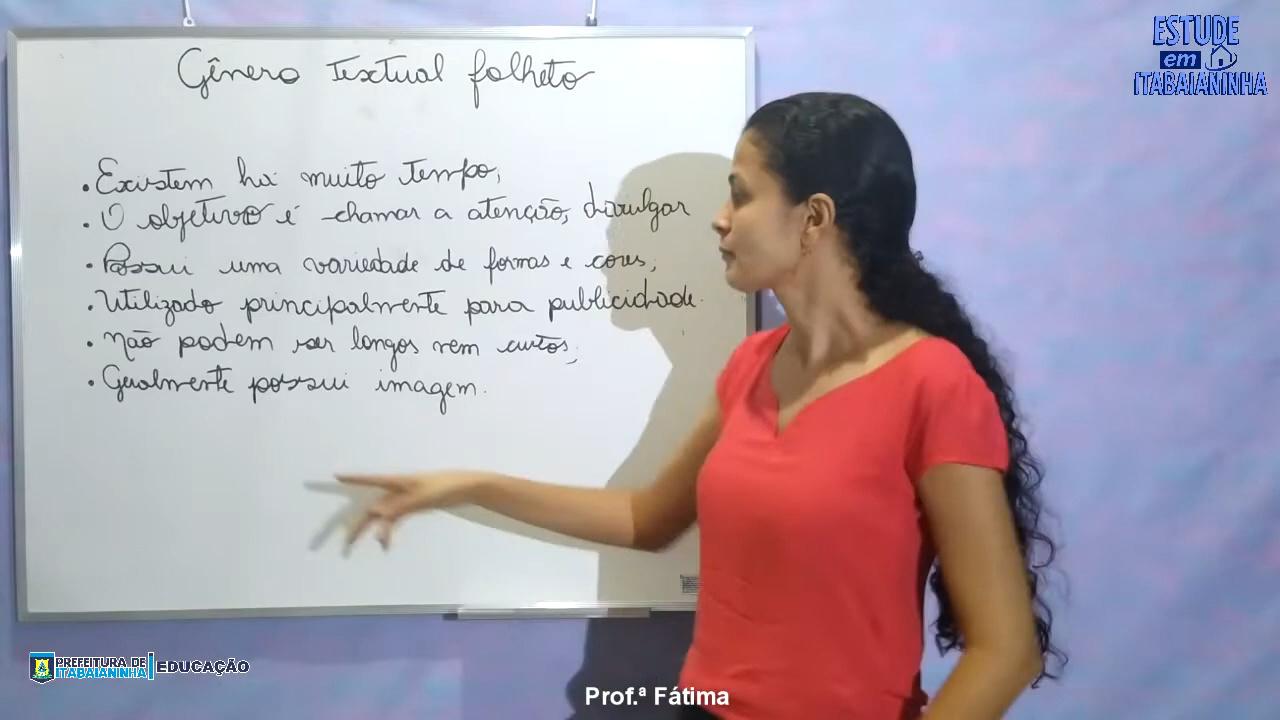 Gênero textual folheto
• Existem há muito tempo;
• O objetivo é chamar a atenção, divulgar
• Possui uma variedade de formas e cores;
• Utilizado principalmente para publicidade.
• não podem ser longos nem curtos;
• Geralmente possui imagem.
ESTUDE
em
ITABAIANINHA
PREFEITURA DE
ITABAIANINHA
EDUCAÇÃO
Prof.ª Fátima